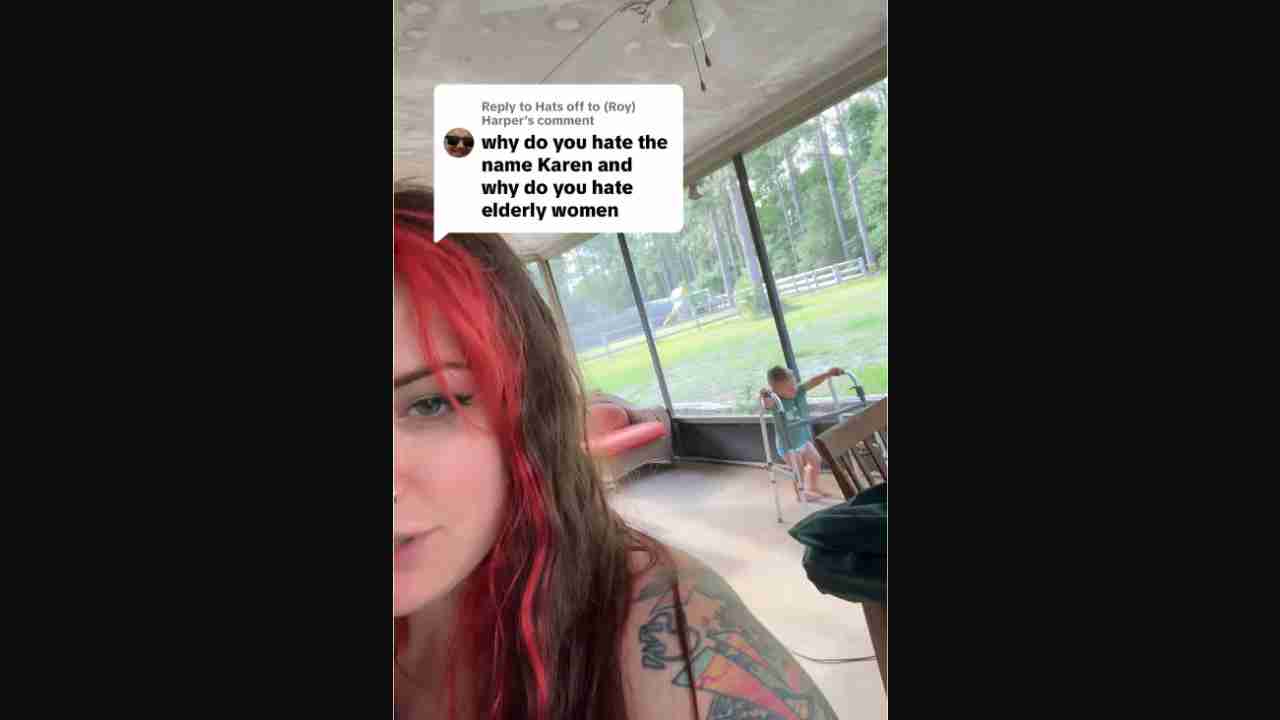 Reply to Hats off to (Roy)
Harper's comment
why do you hate the
name Karen and
why do you hate
elderly women